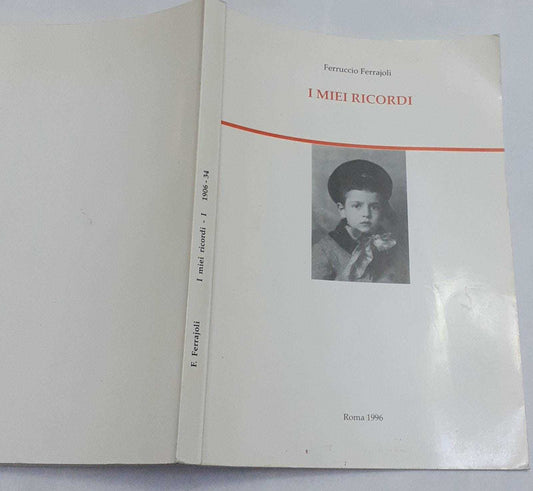 Ferruccio Ferrajoli
I MIEI RICORDI
Roma 1996
F. Ferrajoli I miei ricordi - I 1906 - 34